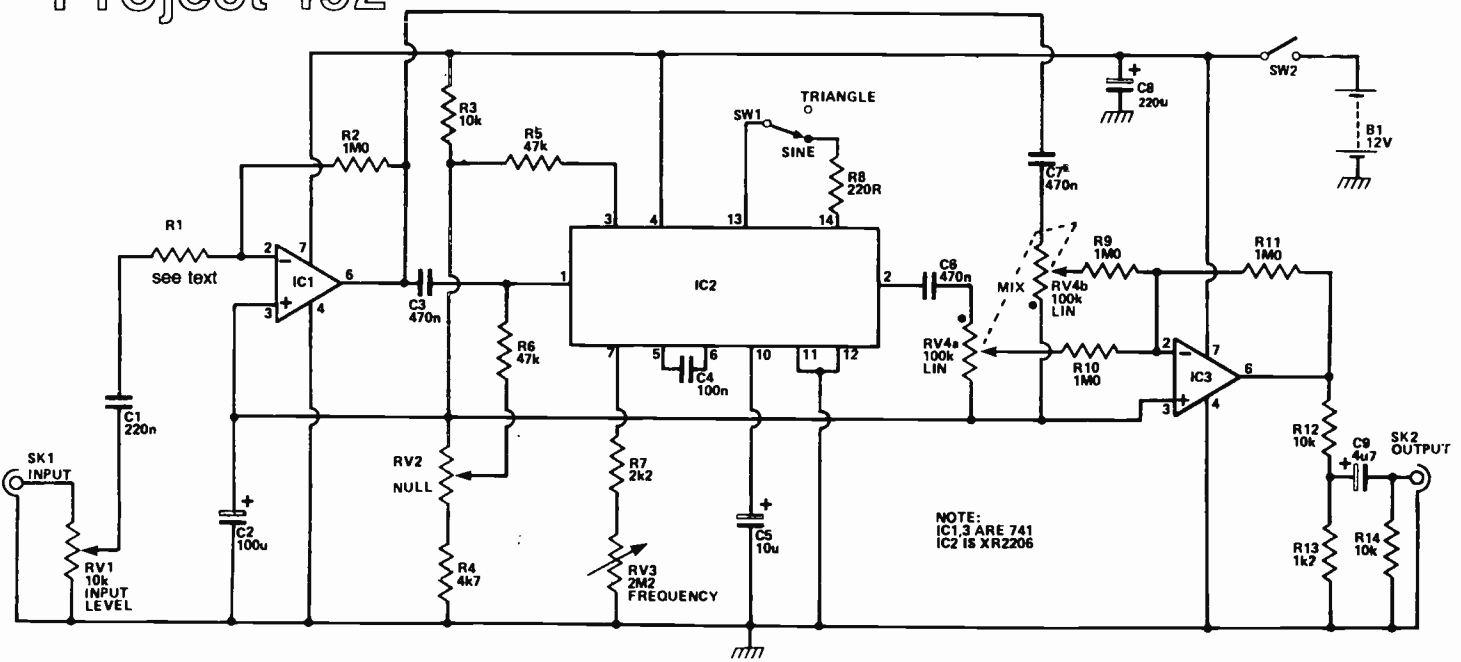 Project 452
R3
10k
R2
1M0
R5
47k
TRIANGLE
SW1
SINE
R8
220R
C8
220u
+
SW2
B1
12V
C7
470n
R1
see text
2
7
IC1
6
3
4
−
+
C3
470n
3
4
13
14
1
IC2
2
7
5
6
10
11
12
R6
47k
C4
100n
C6
470n
MIX
RV4b
100k
LIN
RV4a
100k
LIN
R9
1M0
R11
1M0
R10
1M0
2
7
IC3
6
3
4
−
+
C1
220n
SK1
INPUT
RV1
10k
INPUT
LEVEL
+
C2
100u
RV2
NULL
R4
4k7
R7
2k2
RV3
2M2
FREQUENCY
+
C5
10u
NOTE:
IC1,3 ARE 741
IC2 IS XR2206
R12
10k
+
C9
4u7
SK2
OUTPUT
R13
1k2
R14
10k